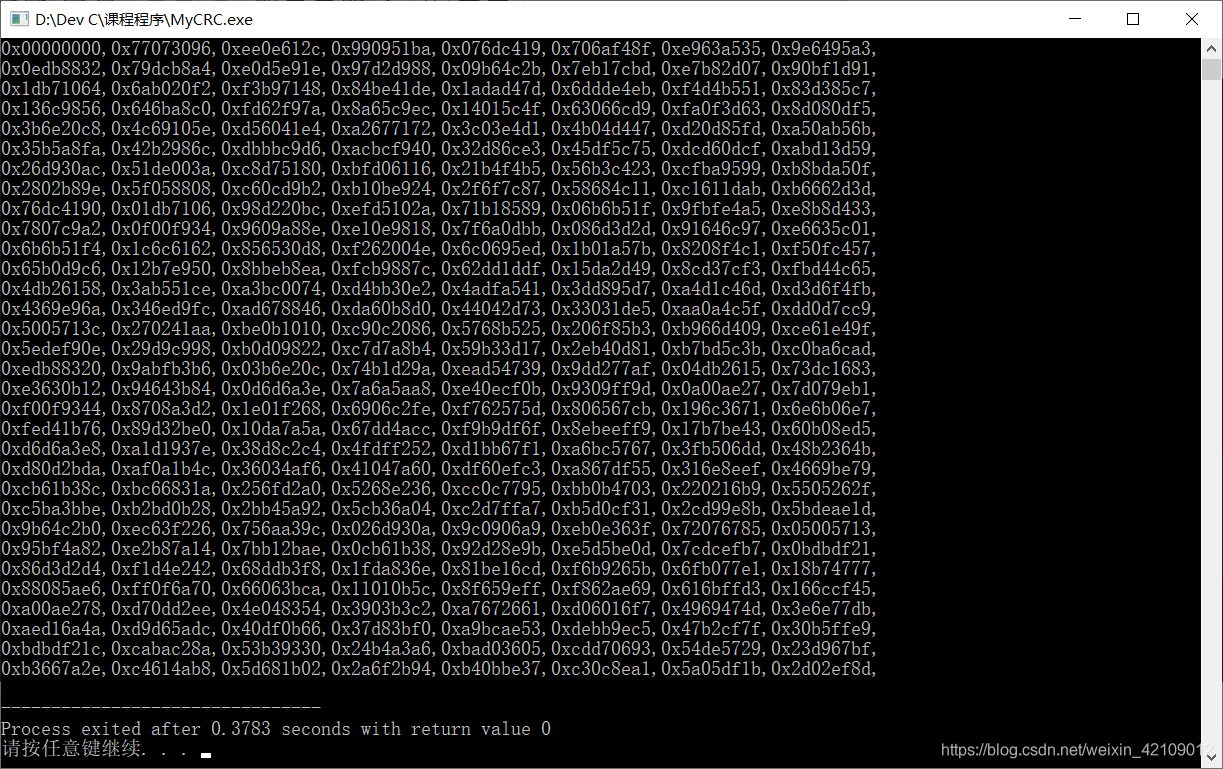 D:\Dev C\课程程序\MyCRC.exe
0x00000000,0x77073096,0xee0e612c,0x990951ba,0x076dc419,0x706af48f,0xe963a535,0x9e6495a3,
0x0edb8832,0x79dcb8a4,0xe0d5e91e,0x97d2d988,0x09b64c2b,0x7eb17cbd,0xe7b82d07,0x90bf1d91,
0x1db71064,0x6ab020f2,0xf3b97148,0x84be41de,0x1adad47d,0x6ddde4eb,0xf4d4b551,0x83d385c7,
0x136c9856,0x646ba8c0,0xfd62f97a,0x8a65c9ec,0x14015c4f,0x63066cd9,0xfa0f3d63,0x8d080df5,
0x3b6e20c8,0x4c69105e,0xd56041e4,0xa2677172,0x3c03e4d1,0x4b04d447,0xd20d85fd,0xa50ab56b,
0x35b5a8fa,0x42b2986c,0xdbbbc9d6,0xacbcf940,0x32d86ce3,0x45df5c75,0xdcd60dcf,0xabd13d59,
0x26d930ac,0x51de003a,0xc8d75180,0xbfd06116,0x21b4f4b5,0x56b3c423,0xcfba9599,0xb8bda50f,
0x2802b89e,0x5f058808,0xc60cd9b2,0xb10be924,0x2f6f7c87,0x58684c11,0xc1611dab,0xb6662d3d,
0x76dc4190,0x01db7106,0x98d220bc,0xefd5102a,0x71b18589,0x06b6b51f,0x9fbfe4a5,0xe8b8d433,
0x7807c9a2,0x0f00f934,0x9609a88e,0xe10e9818,0x7f6a0dbb,0x086d3d2d,0x91646c97,0xe6635c01,
0x6b6b51f4,0x1c6c6162,0x856530d8,0xf262004e,0x6c0695ed,0x1b01a57b,0x8208f4c1,0xf50fc457,
0x65b0d9c6,0x12b7e950,0x8bbeb8ea,0xfcb9887c,0x62dd1ddf,0x15da2d49,0x8cd37cf3,0xfbd44c65,
0x4db26158,0x3ab551ce,0xa3bc0074,0xd4bb30e2,0x4adfa541,0x3dd895d7,0xa4d1c46d,0xd3d6f4fb,
0x4369e96a,0x346ed9fc,0xad678846,0xda60b8d0,0x44042d73,0x33031de5,0xaa0a4c5f,0xdd0d7cc9,
0x5005713c,0x270241aa,0xbe0b1010,0xc90c2086,0x5768b525,0x206f85b3,0xb966d409,0xce61e49f,
0x5edef90e,0x29d9c998,0xb0d09822,0xc7d7a8b4,0x59b33d17,0x2eb40d81,0xb7bd5c3b,0xc0ba6cad,
0xedb88320,0x9abfb3b6,0x03b6e20c,0x74b1d29a,0xead54739,0x9dd277af,0x04db2615,0x73dc1683,
0xe3630b12,0x94643b84,0x0d6d6a3e,0x7a6a5aa8,0xe40ecf0b,0x9309ff9d,0x0a00ae27,0x7d079eb1,
0xf00f9344,0x8708a3d2,0x1e01f268,0x6906c2fe,0xf762575d,0x806567cb,0x196c3671,0x6e6b06e7,
0xfed41b76,0x89d32be0,0x10da7a5a,0x67dd4acc,0xf9b9df6f,0x8ebeeff9,0x17b7be43,0x60b08ed5,
0xd6d6a3e8,0xa1d1937e,0x38d8c2c4,0x4fdff252,0xd1bb67f1,0xa6bc5767,0x3fb506dd,0x48b2364b,
0xd80d2bda,0xaf0a1b4c,0x36034af6,0x41047a60,0xdf60efc3,0xa867df55,0x316e8eef,0x4669be79,
0xcb61b38c,0xbc66831a,0x256fd2a0,0x5268e236,0xcc0c7795,0xbb0b4703,0x220216b9,0x5505262f,
0xc5ba3bbe,0xb2bd0b28,0x2bb45a92,0x5cb36a04,0xc2d7ffa7,0xb5d0cf31,0x2cd99e8b,0x5bdeae1d,
0x9b64c2b0,0xec63f226,0x756aa39c,0x026d930a,0x9c0906a9,0xeb0e363f,0x72076785,0x05005713,
0x95bf4a82,0xe2b87a14,0x7bb12bae,0x0cb61b38,0x92d28e9b,0xe5d5be0d,0x7cdcefb7,0x0bdbdf21,
0x86d3d2d4,0xf1d4e242,0x68ddb3f8,0x1fda836e,0x81be16cd,0xf6b9265b,0x6fb077e1,0x18b74777,
0x88085ae6,0xff0f6a70,0x66063bca,0x11010b5c,0x8f659eff,0xf862ae69,0x616bffd3,0x166ccf45,
0xa00ae278,0xd70dd2ee,0x4e048354,0x3903b3c2,0xa7672661,0xd06016f7,0x4969474d,0x3e6e77db,
0xaed16a4a,0xd9d65adc,0x40df0b66,0x37d83bf0,0xa9bcae53,0xdebb9ec5,0x47b2cf7f,0x30b5ffe9,
0xbdbdf21c,0xcabac28a,0x53b39330,0x24b4a3a6,0xbad03605,0xcdd70693,0x54de5729,0x23d967bf,
0xb3667a2e,0xc4614ab8,0x5d681b02,0x2a6f2b94,0xb40bbe37,0xc30c8ea1,0x5a05df1b,0x2d02ef8d,
--------------------------------
Process exited after 0.3783 seconds with return value 0
请按任意键继续. . .
https://blog.csdn.net/weixin_42109012